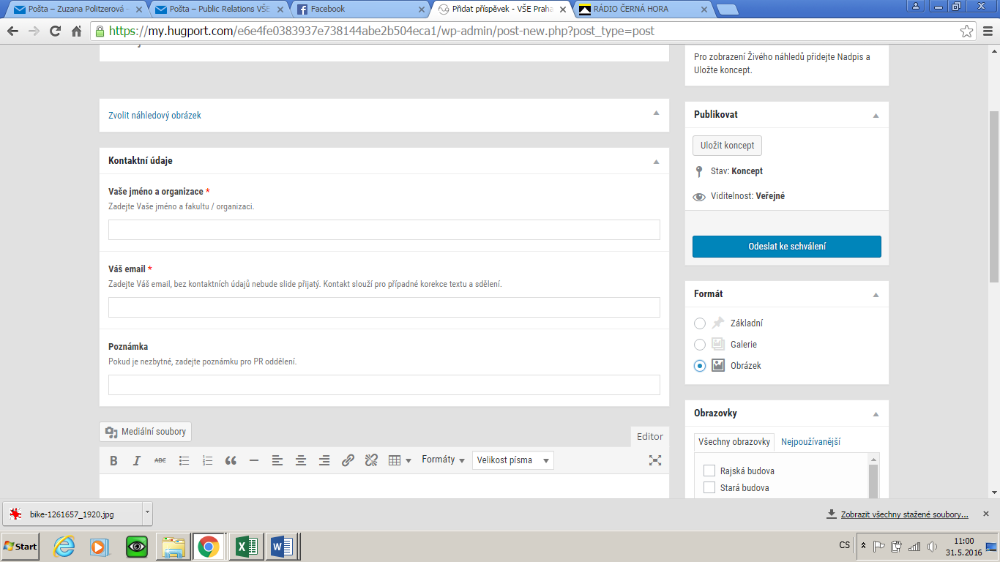 Pošta – Zuzana Politzerová -
Pošta – Public Relations VŠE
Facebook
Přidat příspěvek - VŠE Praha
RÁDIO ČERNÁ HORA
https://my.hugport.com/e6e4fe0383937e738144abe2b504eca1/wp-admin/post-new.php?post_type=post
Zvolit náhledový obrázek
Kontaktní údaje
Vaše jméno a organizace *
Zadejte Vaše jméno a fakultu / organizaci.
Váš email *
Zadejte Váš email, bez kontaktních údajů nebude slide přijatý. Kontakt slouží pro případné korekce textu a sdělení.
Poznámka
Pokud je nezbytné, zadejte poznámku pro PR oddělení.
Mediální soubory
Editor
B I ABC
Formáty
Velikost písma
Pro zobrazení Živého náhledů přidejte Nadpis a
Uložte koncept.
Publikovat
Uložit koncept
Stav: Koncept
Viditelnost: Veřejné
Odeslat ke schválení
Formát
Základní
Galerie
Obrázek
Obrazovky
Všechny obrazovky
Nejpoužívanější
Rajská budova
Stará budova
bike-1261657_1920.jpg
Zobrazit všechny stažené soubory...
Start
CS
11:00
31.5.2016